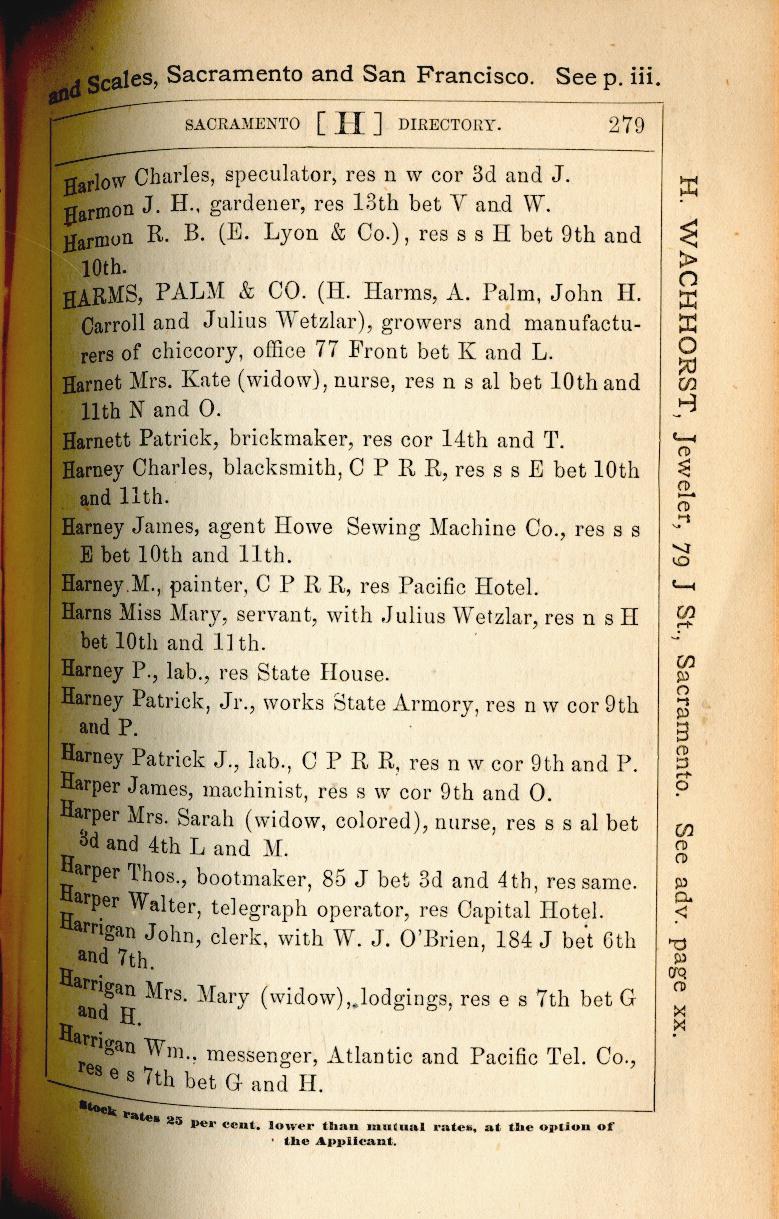 and Scales, Sacramento and San Francisco. See p. iii.
SACRAMENTO [H] DIRECTORY. 279
Harlow Charles, speculator, res n w cor 3d and J.
Harmon J. H., gardener, res 13th bet V and W.
Harmon R. B. (E. Lyon & Co.), res s s H bet 9th and
10th.
HARMS, PALM & CO. (H. Harms, A. Palm, John H.
Carroll and Julius Wetzlar), growers and manufactu-
rers of chiccory, office 77 Front bet K and L.
Harnet Mrs. Kate (widow), nurse, res n s al bet 10th and
11th N and O.
Harnett Patrick, brickmaker, res cor 14th and T.
Harney Charles, blacksmith, C P R R, res s s E bet 10th
and 11th.
Harney James, agent Howe Sewing Machine Co., res s s
E bet 10th and 11th.
Harney M., painter, C P R R, res Pacific Hotel.
Harns Miss Mary, servant, with Julius Wetzlar, res n s H
bet 10th and 11th.
Harney P., lab., res State House.
Harney Patrick, Jr., works State Armory, res n w cor 9th
and P.
Harney Patrick J., lab., C P R R, res n w cor 9th and P.
Harper James, machinist, res s w cor 9th and O.
Harper Mrs. Sarah (widow, colored), nurse, res s s al bet
3d and 4th L and M.
Harper Thos., bootmaker, 85 J bet 3d and 4th, res same.
Harper Walter, telegraph operator, res Capital Hotel.
Harrigan John, clerk, with W. J. O'Brien, 184 J bet 6th
and 7th.
Harrigan Mrs. Mary (widow), lodgings, res e s 7th bet G
and H.
Harrigan Wm., messenger, Atlantic and Pacific Tel. Co.,
res e s 7th bet G and H.
Stock rates 25 per cent. lower than mutual rates, at the option of
the Applicant.
H. WACHHORST, Jeweler, 79 J St., Sacramento. See adv. page xx.